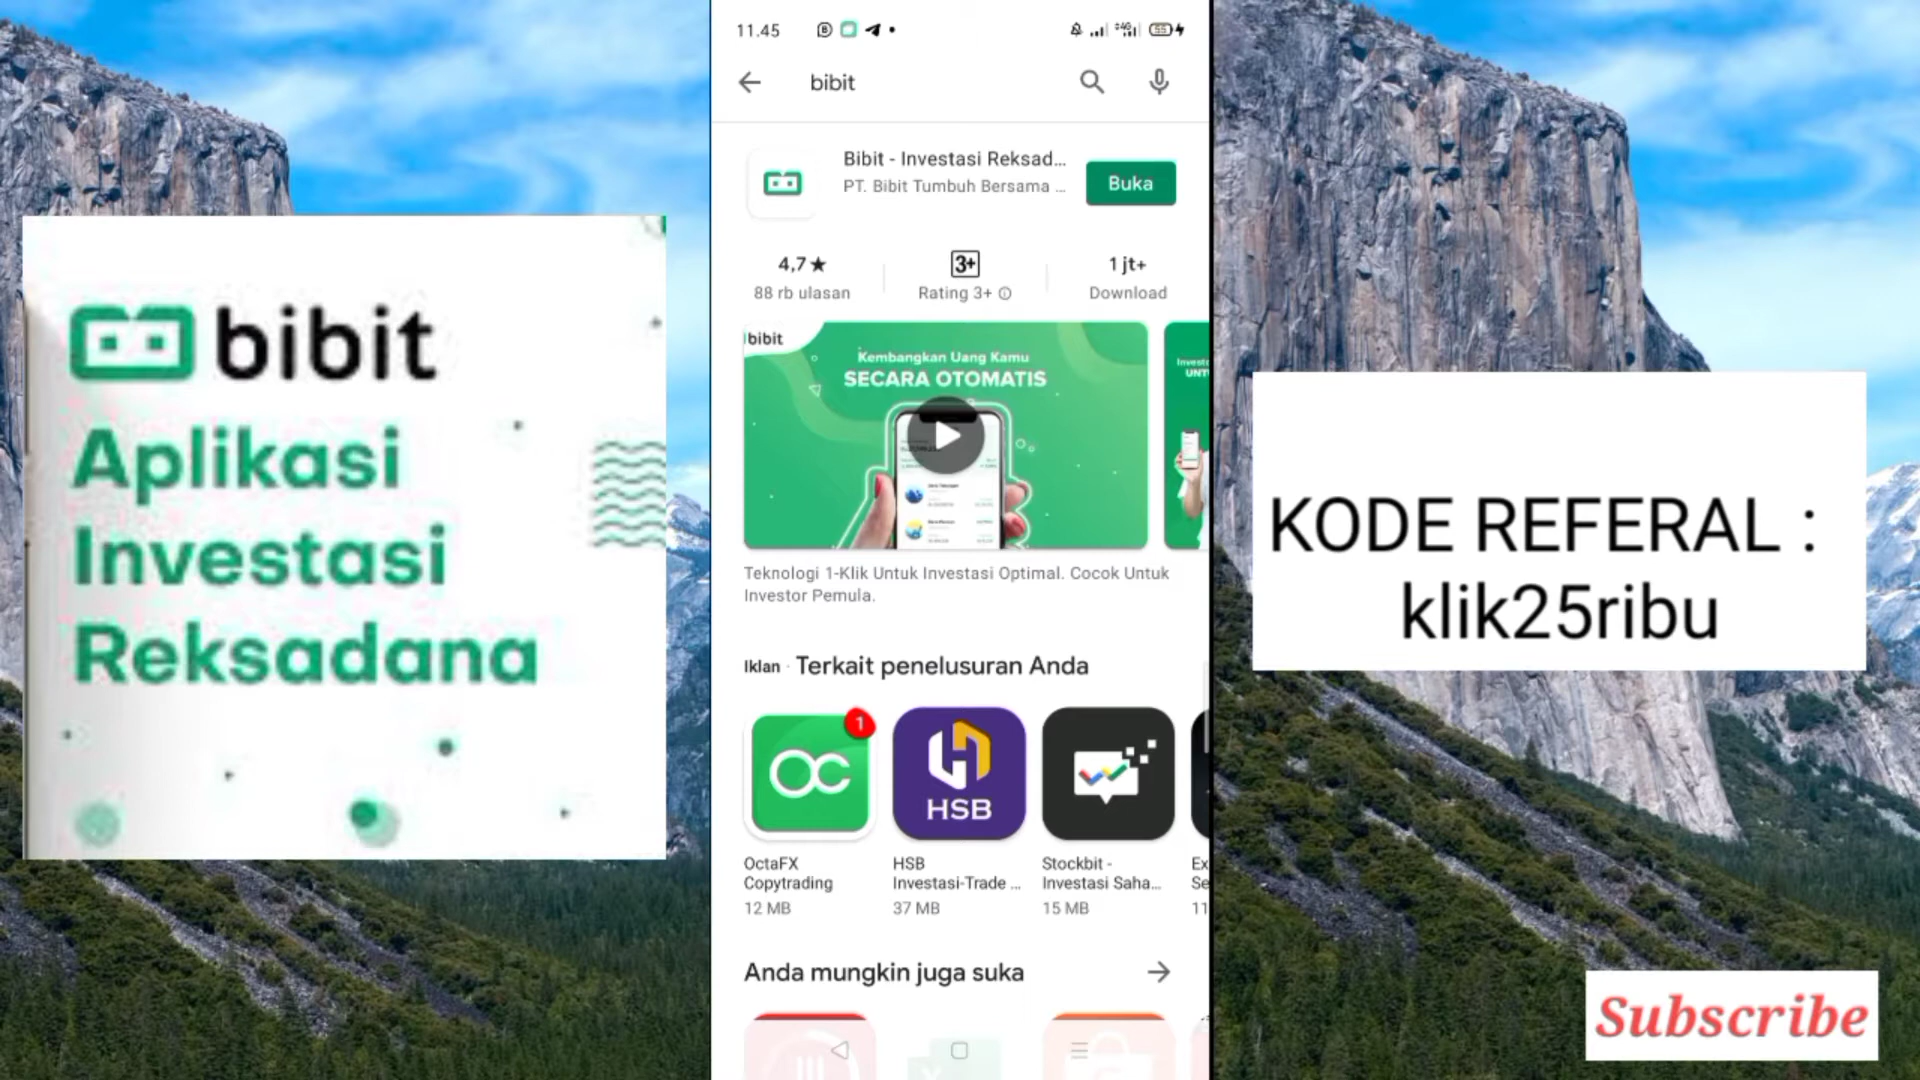 bibit
Aplikasi
Investasi
Reksadana
11.45
55
bibit
Bibit - Investasi Reksad...
PT. Bibit Tumbuh Bersama ...
Buka
4,7★
88 rb ulasan
3+
Rating 3+
1 jt+
Download
bibit
Kembangkan Uang Kamu
SECARA OTOMATIS
Teknologi 1-Klik Untuk Investasi Optimal. Cocok Untuk
Investor Pemula.
Iklan · Terkait penelusuran Anda
1
OC
HSB
OctaFX
Copytrading
12 MB
HSB
Investasi-Trade ...
37 MB
Stockbit -
Investasi Saha...
15 MB
Anda mungkin juga suka
KODE REFERAL :
klik25ribu
Subscribe